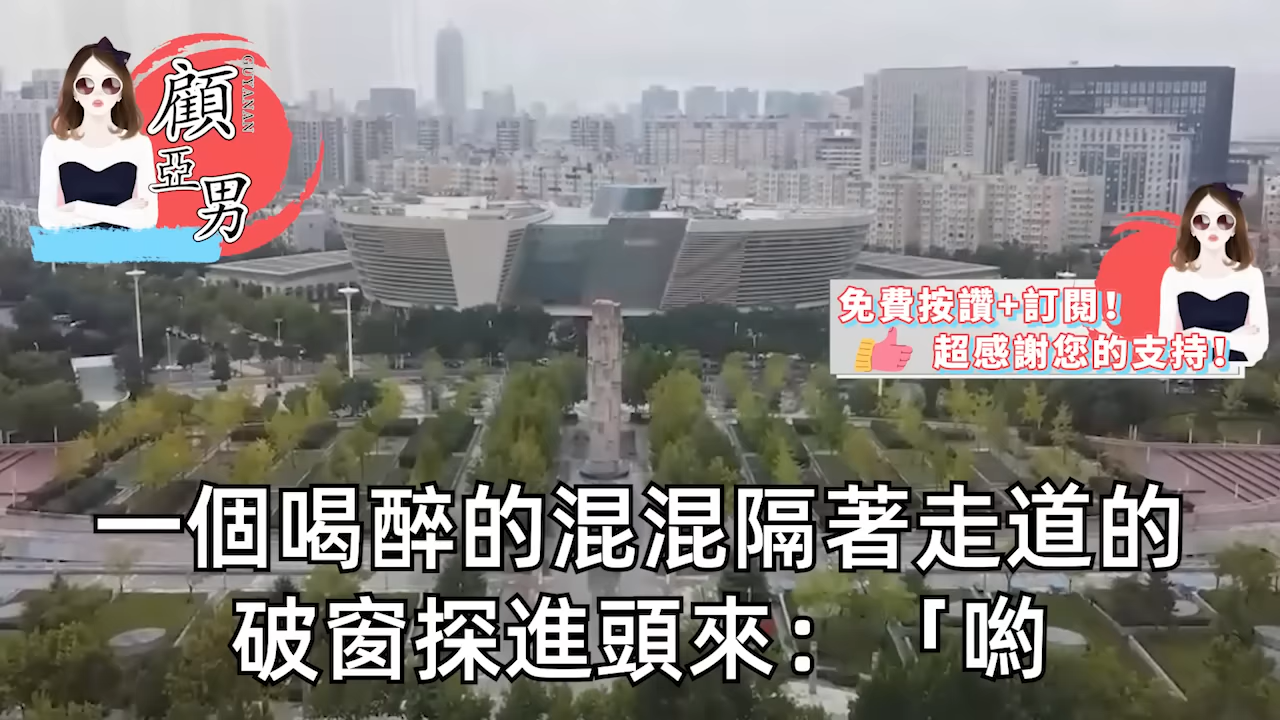 顧亞男
GUYANAN
免費按讚+訂閱!
超感謝您的支持!
一個喝醉的混混隔著走道的
破窗探進頭來：「喲